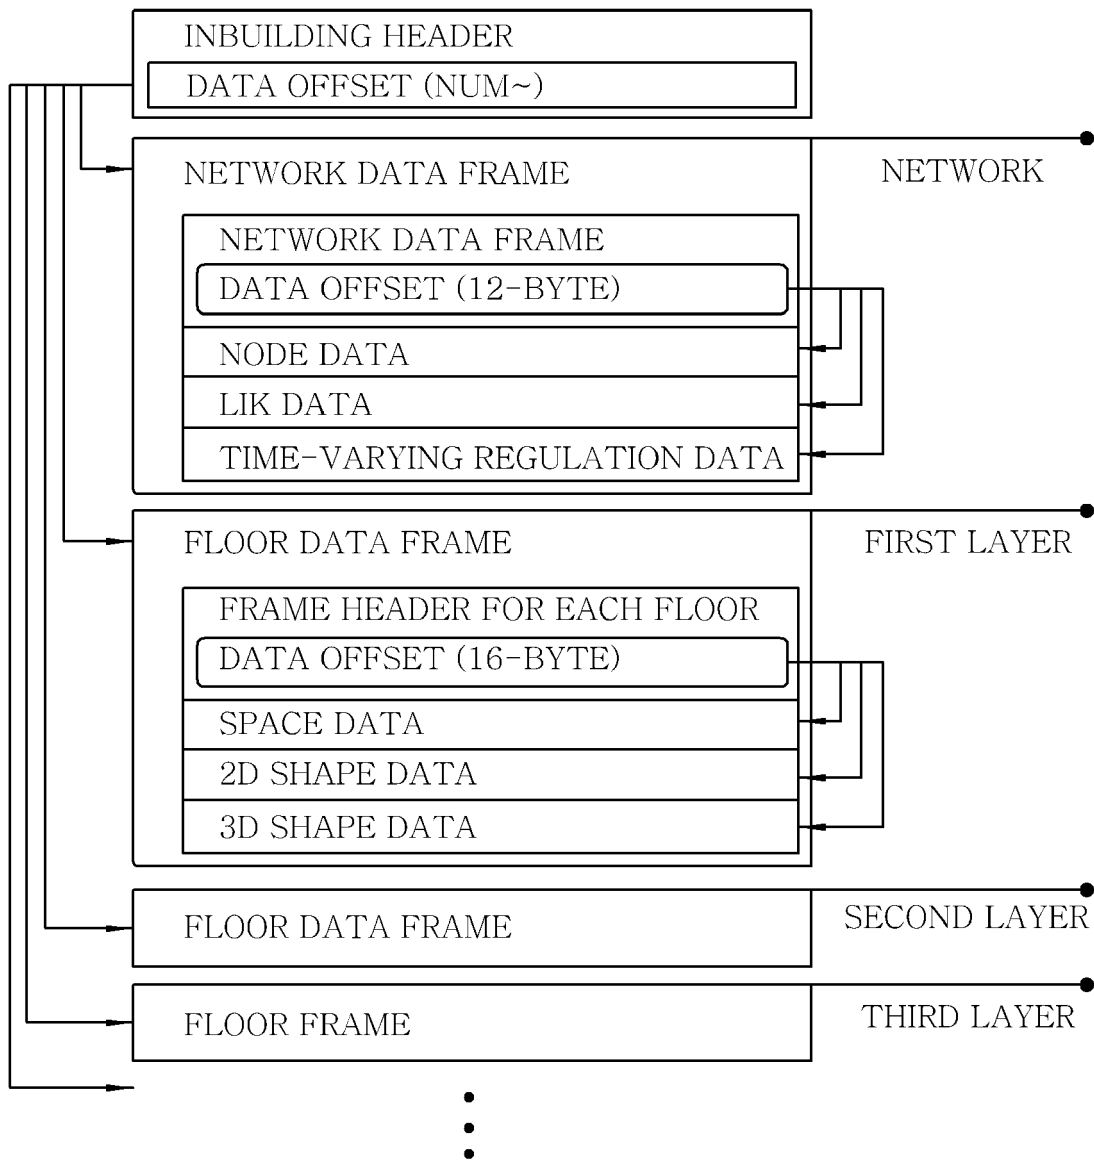 INBUILDING HEADER
DATA OFFSET (NUM~)
NETWORK DATA FRAME
NETWORK
NETWORK DATA FRAME
DATA OFFSET (12-BYTE)
NODE DATA
LIK DATA
TIME-VARYING REGULATION DATA
FLOOR DATA FRAME
FIRST LAYER
FRAME HEADER FOR EACH FLOOR
DATA OFFSET (16-BYTE)
SPACE DATA
2D SHAPE DATA
3D SHAPE DATA
FLOOR DATA FRAME
SECOND LAYER
FLOOR FRAME
THIRD LAYER